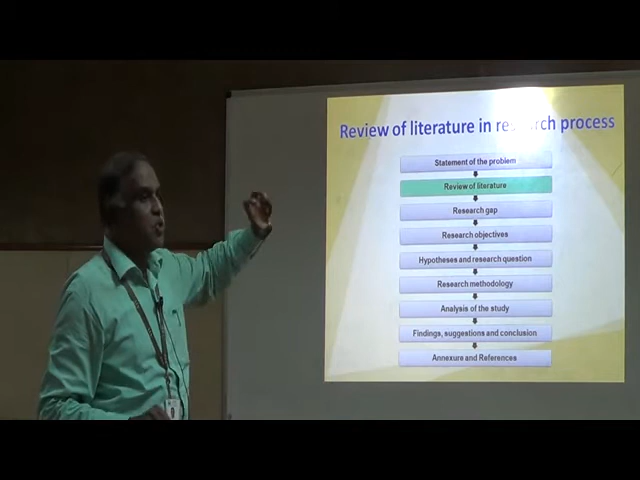 Review of literature in research process
Statement of the problem
Review of literature
Research gap
Research objectives
Hypotheses and research question
Research methodology
Analysis of the study
Findings, suggestions and conclusion
Annexure and References